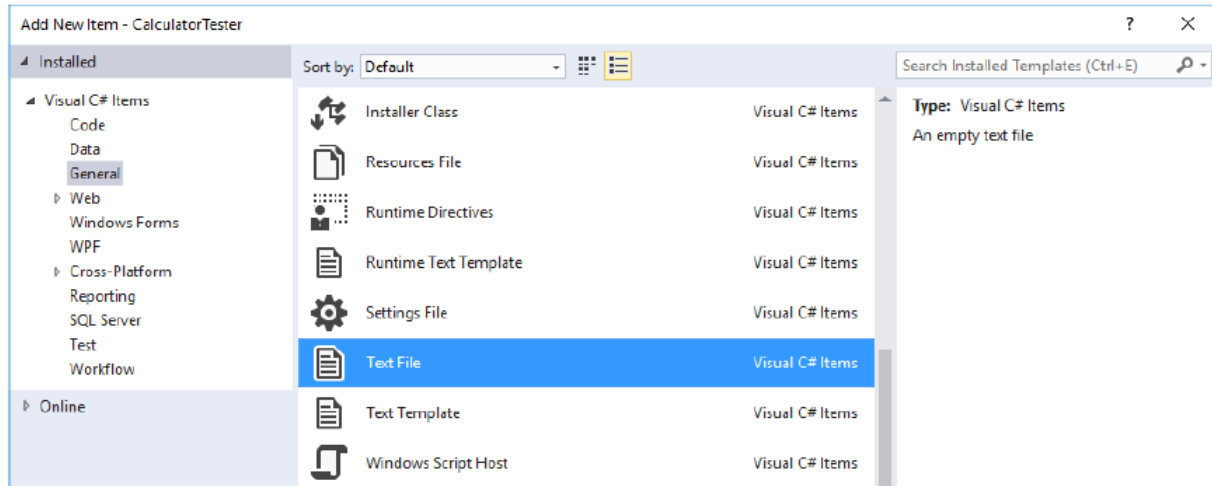 Add New Item - CalculatorTester
?
Installed
Sort by: Default
Search Installed Templates (Ctrl+E)
Visual C# Items
Code
Data
General
Web
Windows Forms
WPF
Cross-Platform
Reporting
SQL Server
Test
Workflow
Online
Installer Class Visual C# Items
Resources File Visual C# Items
Runtime Directives Visual C# Items
Runtime Text Template Visual C# Items
Settings File Visual C# Items
Text File Visual C# Items
Text Template Visual C# Items
Windows Script Host Visual C# Items
Type: Visual C# Items
An empty text file